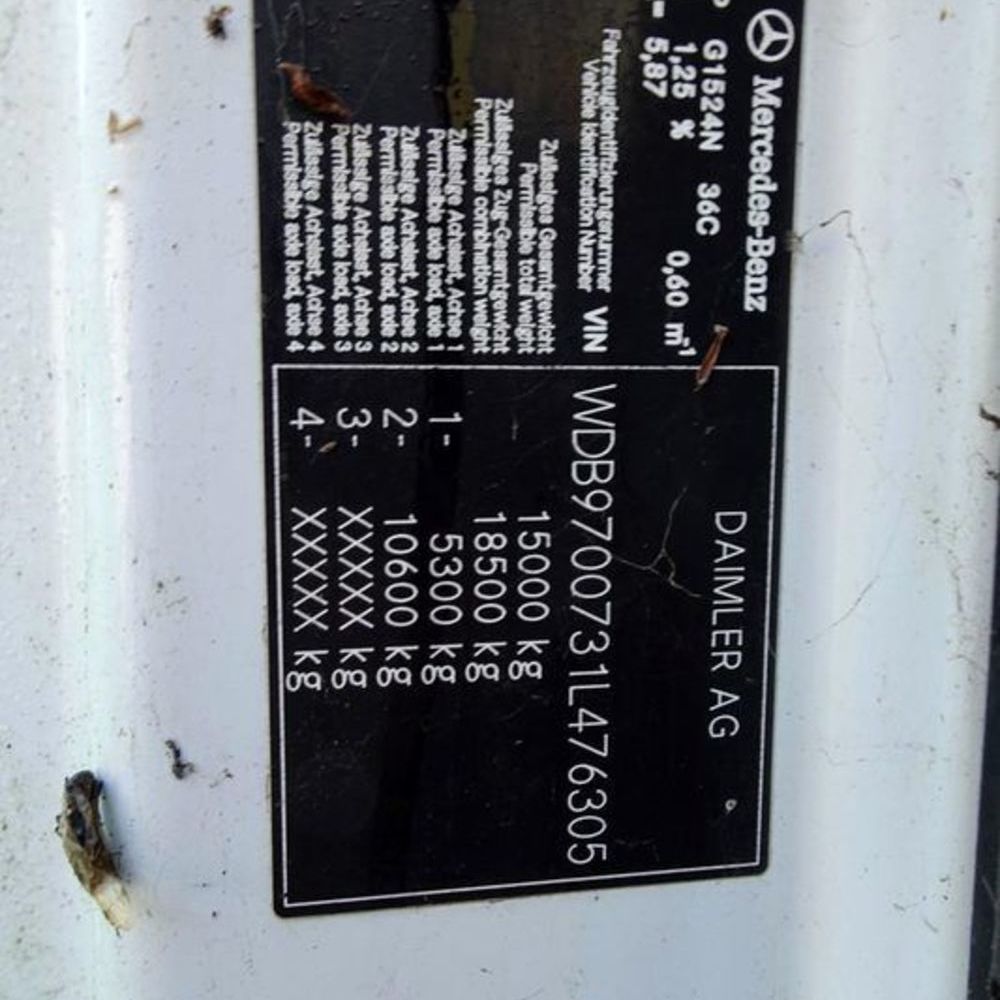 Mercedes-Benz
G1524N 36C
DAIMLER AG
1,25 % 0,60 m-1
5,87
Fahrzeugidentifizierungsnummer
Vehicle Identification Number VIN WDB9700731L476305
Zulässiges Gesamtgewicht
Permissible total weight 15000 kg
Zulässiges Zug-Gesamtgewicht
Permissible combination weight 18500 kg
Zulässige Achslast, Achse 1
Permissible axle load, axle 1 1- 5300 kg
Zulässige Achslast, Achse 2
Permissible axle load, axle 2 2- 10600 kg
Zulässige Achslast, Achse 3
Permissible axle load, axle 3 3- XXXXX kg
Zulässige Achslast, Achse 4
Permissible axle load, axle 4 4- XXXXX kg